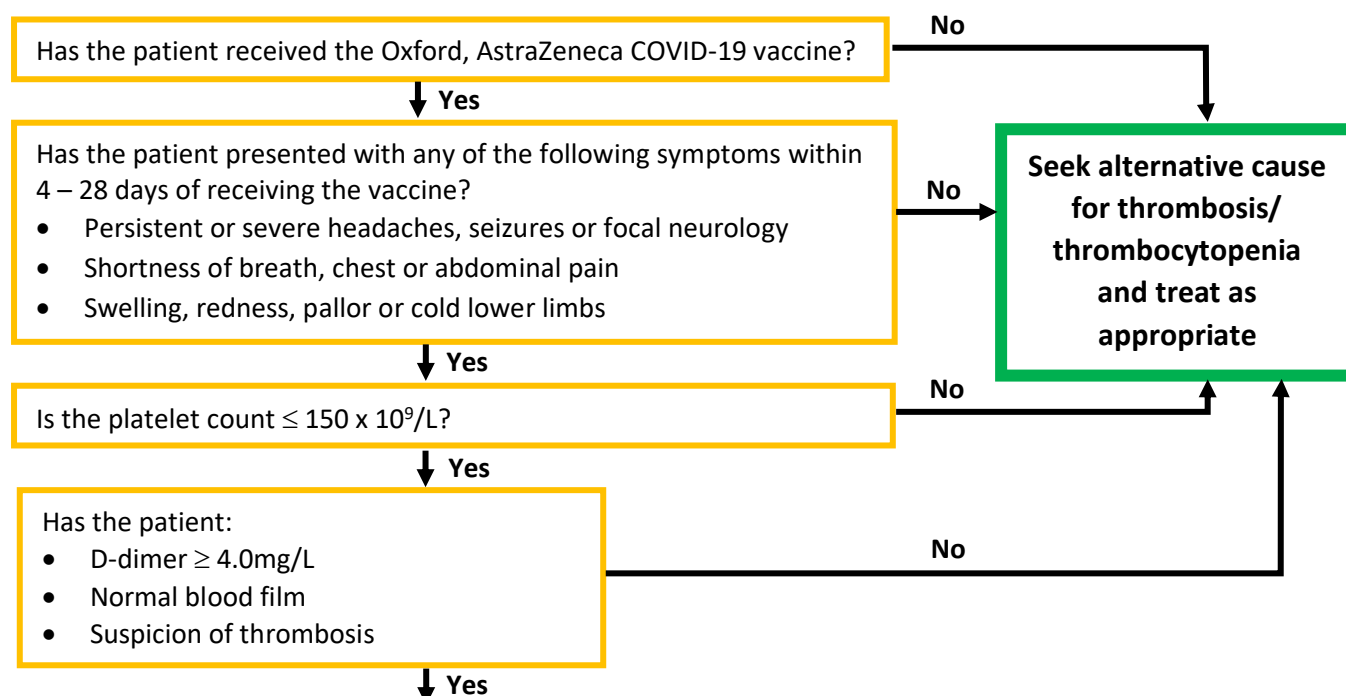 Has the patient received the Oxford, AstraZeneca COVID-19 vaccine?
No
Yes
Has the patient presented with any of the following symptoms within
4 – 28 days of receiving the vaccine?
• Persistent or severe headaches, seizures or focal neurology
• Shortness of breath, chest or abdominal pain
• Swelling, redness, pallor or cold lower limbs
No
Seek alternative cause
for thrombosis/
thrombocytopenia
and treat as
appropriate
Yes
Is the platelet count ≤ 150 x 10⁹/L?
No
Yes
Has the patient:
• D-dimer ≥ 4.0mg/L
• Normal blood film
• Suspicion of thrombosis
No
Yes